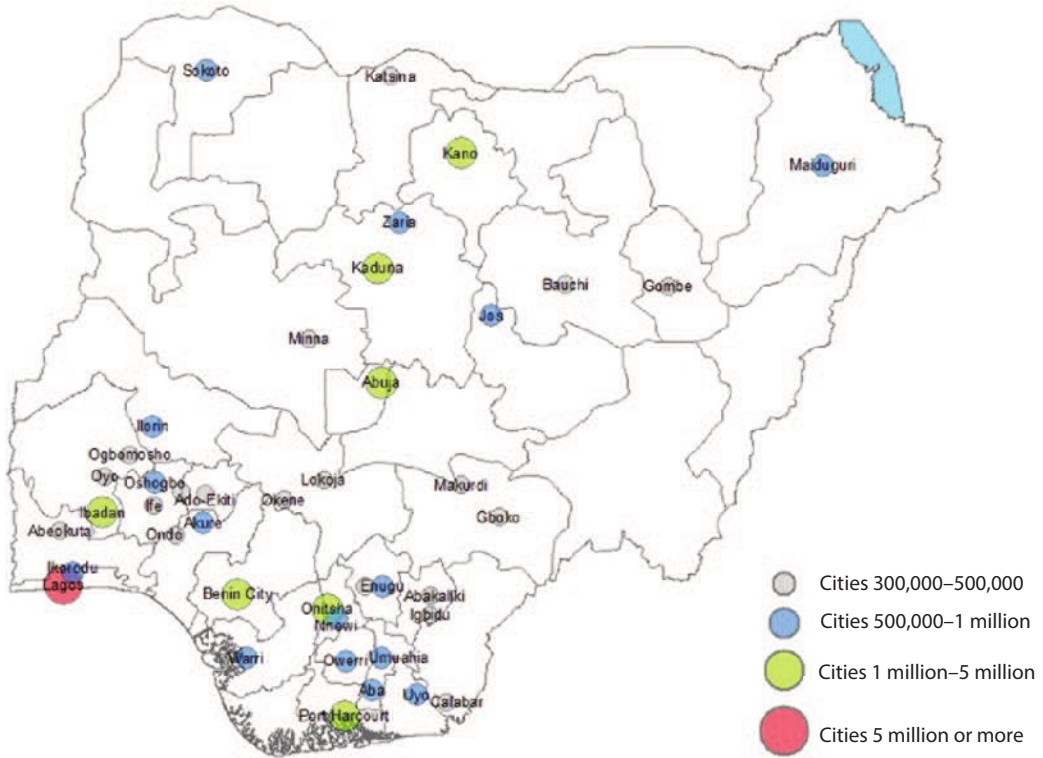 Sokoto
Katsina
Kano
Maiduguri
Zaria
Kaduna
Bauchi
Gombe
Jos
Minna
Abuja
Ilorin
Ogbomosho
Oyo
Oshogbo
Lokoja
Makurdi
Ado-Ekiti
Okene
Ife
Ibadan
Gboko
Akure
Abeokuta
Ondo
Ikorodu
Lagos
Cities 300,000–500,000
Enugu
Benin City
Abakaliki
Onitsha
Igbidu
Cities 500,000–1 million
Nnewi
Warri
Owerri
Umuahia
Cities 1 million–5 million
Aba
Uyo
Calabar
Port Harcourt
Cities 5 million or more